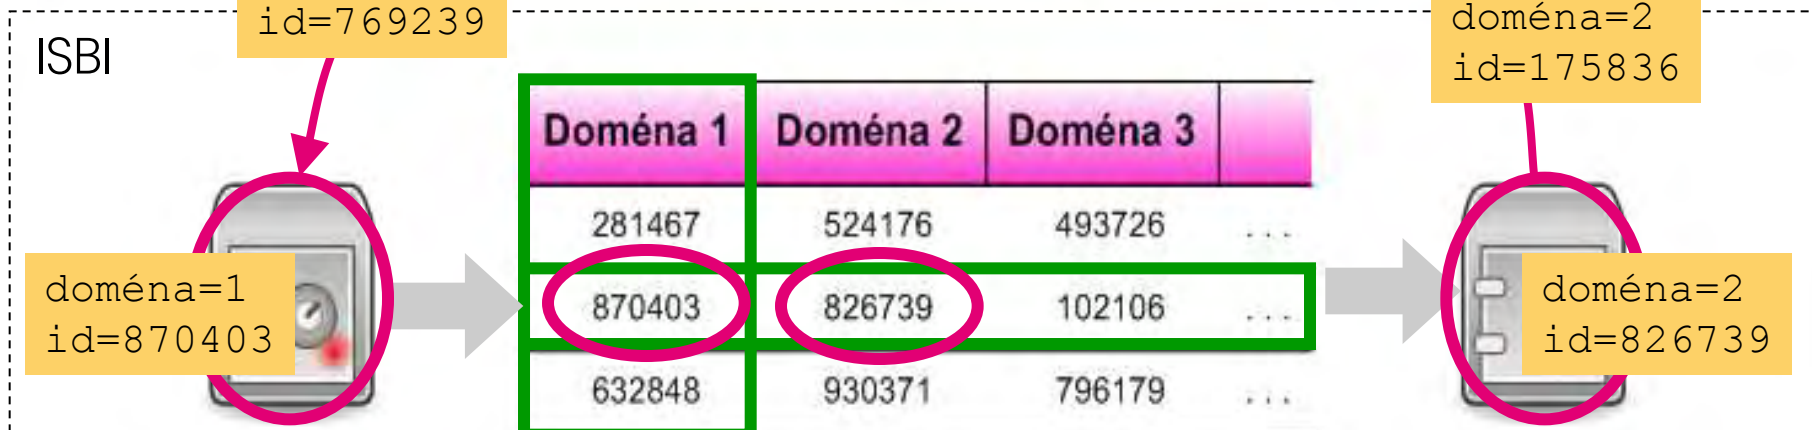 id=769239
doména=2
id=175836
ISBI
Doména 1 Doména 2 Doména 3
281467 524176 493726 ...
doména=1
id=870403
870403 826739 102106 ...
doména=2
id=826739
632848 930371 796179 ...